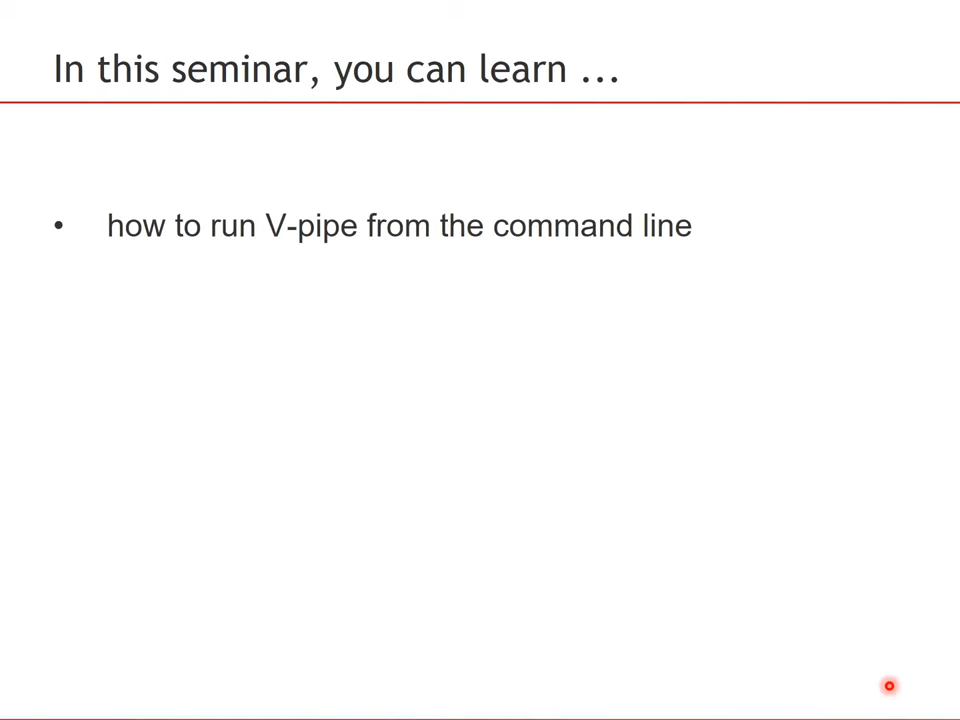 In this seminar, you can learn ...
• how to run V-pipe from the command line